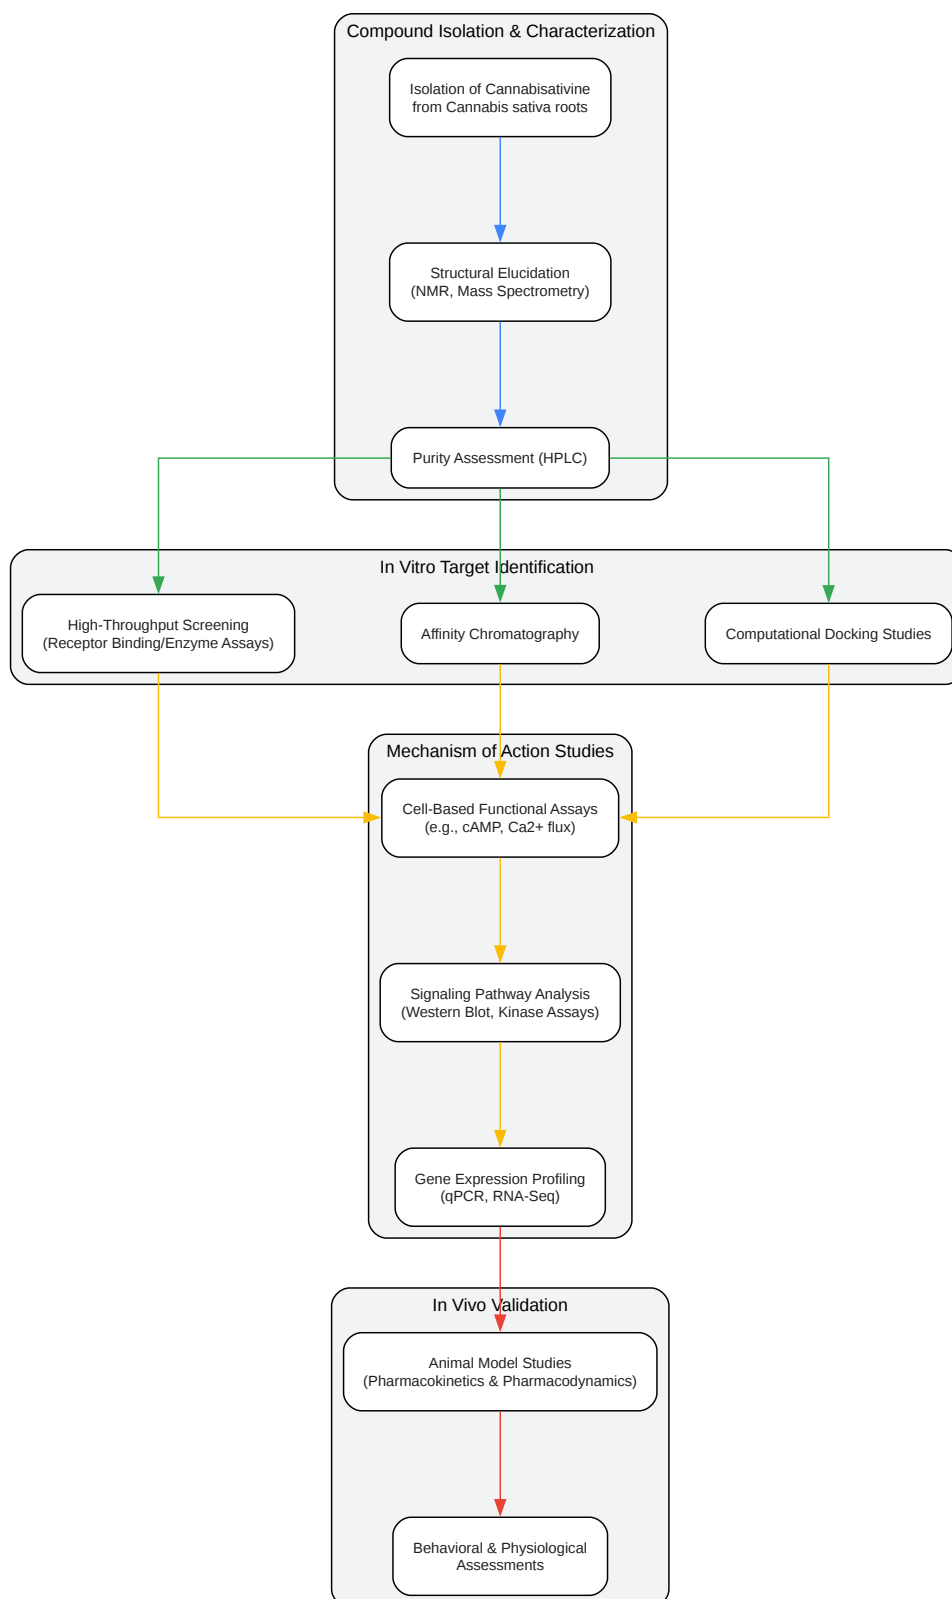 Compound Isolation & Characterization
Isolation of Cannabisativine
from Cannabis sativa roots
Structural Elucidation
(NMR, Mass Spectrometry)
Purity Assessment (HPLC)
In Vitro Target Identification
High-Throughput Screening
(Receptor Binding/Enzyme Assays)
Affinity Chromatography
Computational Docking Studies
Mechanism of Action Studies
Cell-Based Functional Assays
(e.g., cAMP, Ca2+ flux)
Signaling Pathway Analysis
(Western Blot, Kinase Assays)
Gene Expression Profiling
(qPCR, RNA-Seq)
In Vivo Validation
Animal Model Studies
(Pharmacokinetics & Pharmacodynamics)
Behavioral & Physiological
Assessments